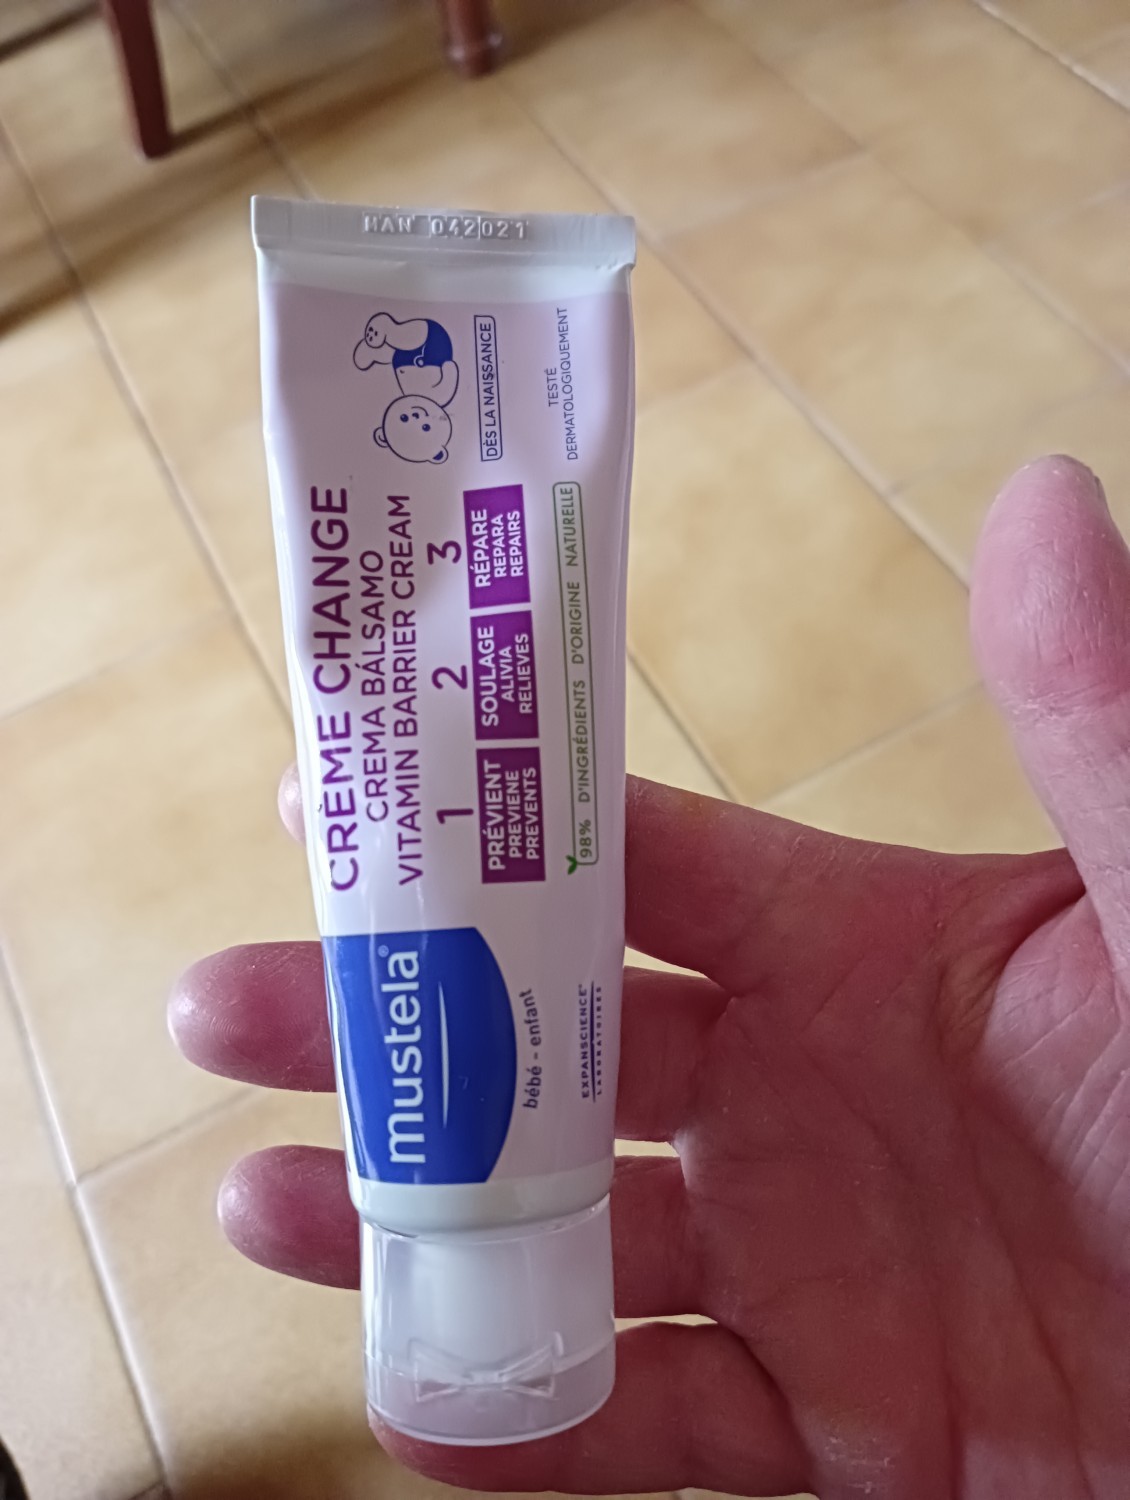 MAN 042021
CRÈME CHANGE
CREMA BÁLSAMO
VITAMIN BARRIER CREAM
1
PRÉVIENT
PREVIENE
PREVENTS
2
SOULAGE
ALIVIA
RELIEVES
3
RÉPARE
REPARA
REPAIRS
DÈS LA NAISSANCE
TESTÉ
DERMATOLOGIQUEMENT
98% D'INGRÉDIENTS D'ORIGINE NATURELLE
mustela®
bébé - enfant
EXPANSCIENCE®
LABORATOIRES